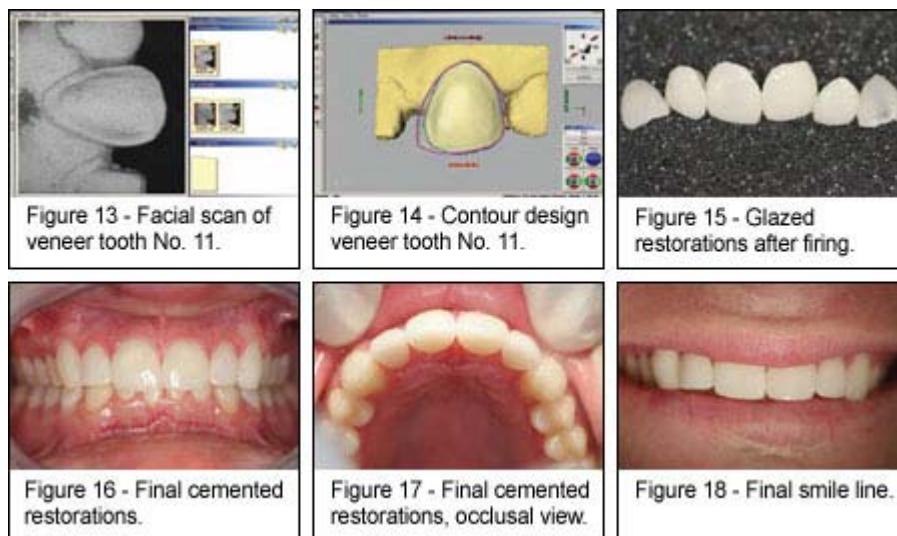 Figure 13 - Facial scan of
veneer tooth No. 11.
Figure 14 - Contour design
veneer tooth No. 11.
Figure 15 - Glazed
restorations after firing.
Figure 16 - Final cemented
restorations.
Figure 17 - Final cemented
restorations, occlusal view.
Figure 18 - Final smile line.